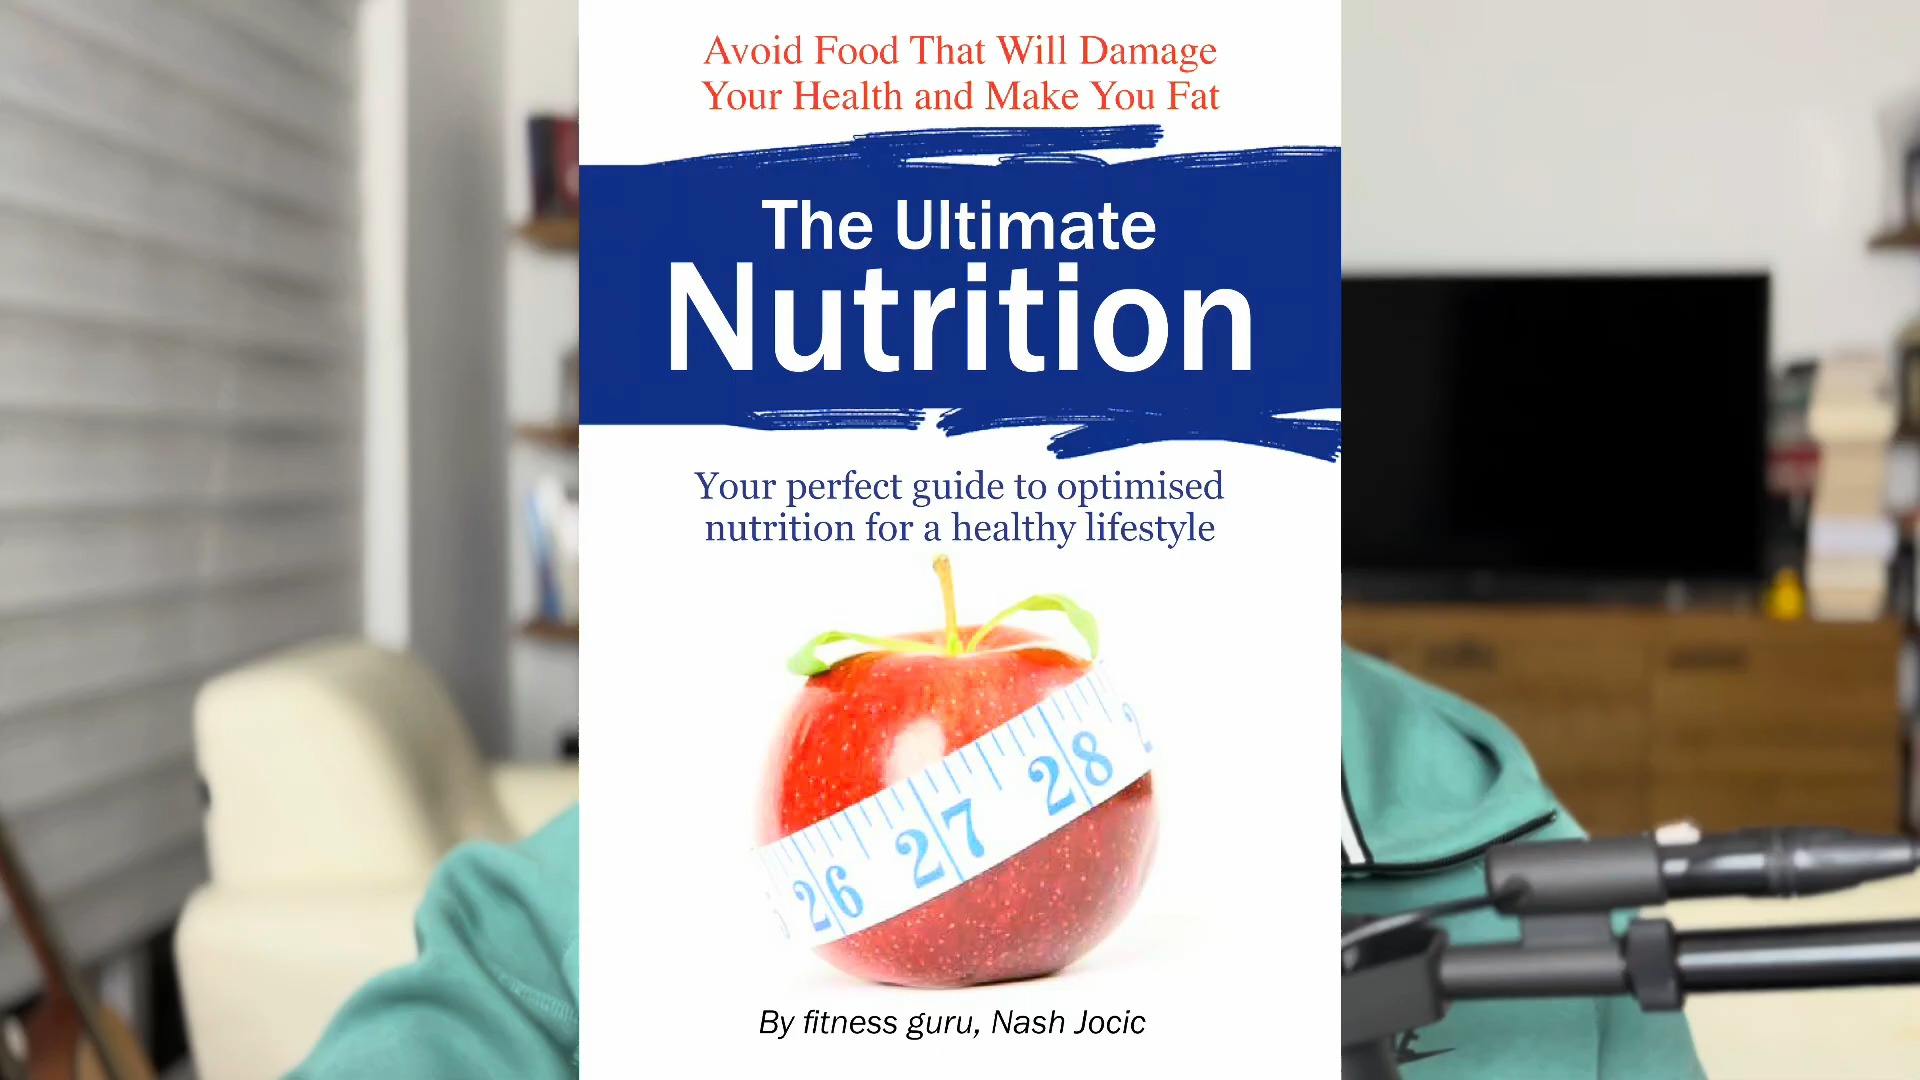 Avoid Food That Will Damage
Your Health and Make You Fat
The Ultimate
Nutrition
Your perfect guide to optimised
nutrition for a healthy lifestyle
26 27 28 2
By fitness guru, Nash Jocic